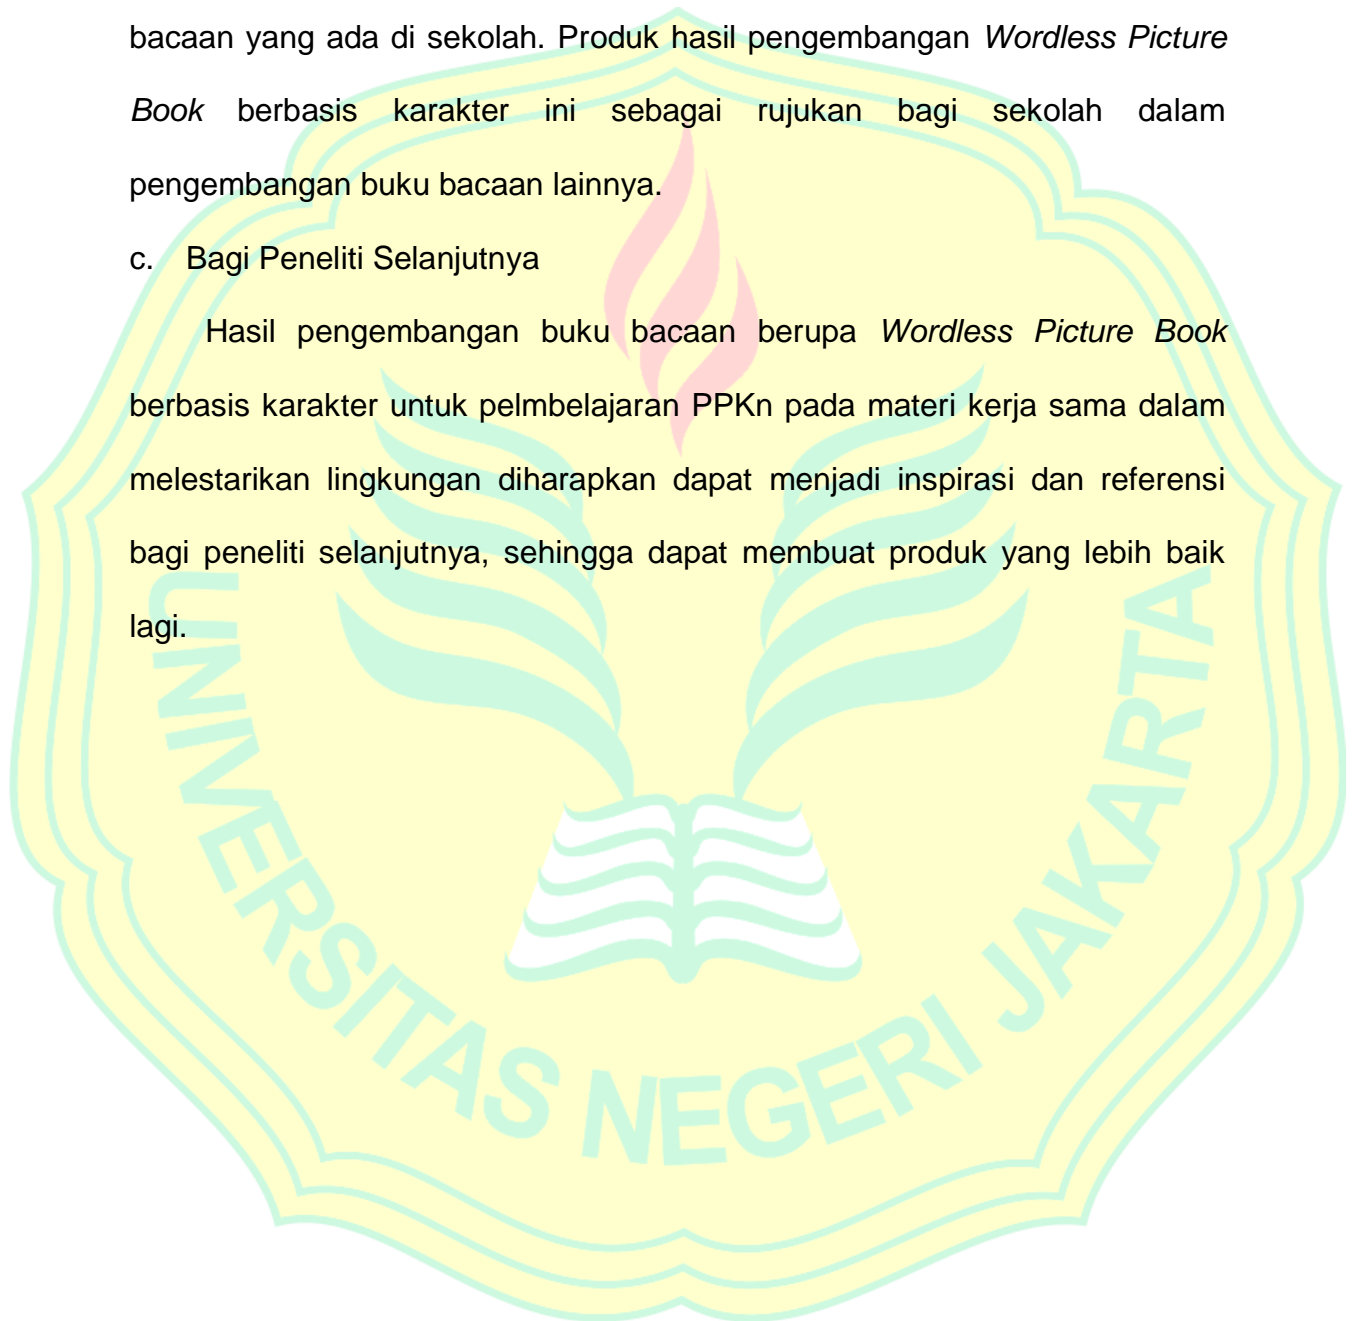 bacaan yang ada di sekolah. Produk hasil pengembangan Wordless Picture
Book berbasis karakter ini sebagai rujukan bagi sekolah dalam
pengembangan buku bacaan lainnya.
c. Bagi Peneliti Selanjutnya
Hasil pengembangan buku bacaan berupa Wordless Picture Book
berbasis karakter untuk pelmbelajaran PPKn pada materi kerja sama dalam
melestarikan lingkungan diharapkan dapat menjadi inspirasi dan referensi
bagi peneliti selanjutnya, sehingga dapat membuat produk yang lebih baik
lagi.
UNIVERSITAS NEGERI JAKARTA